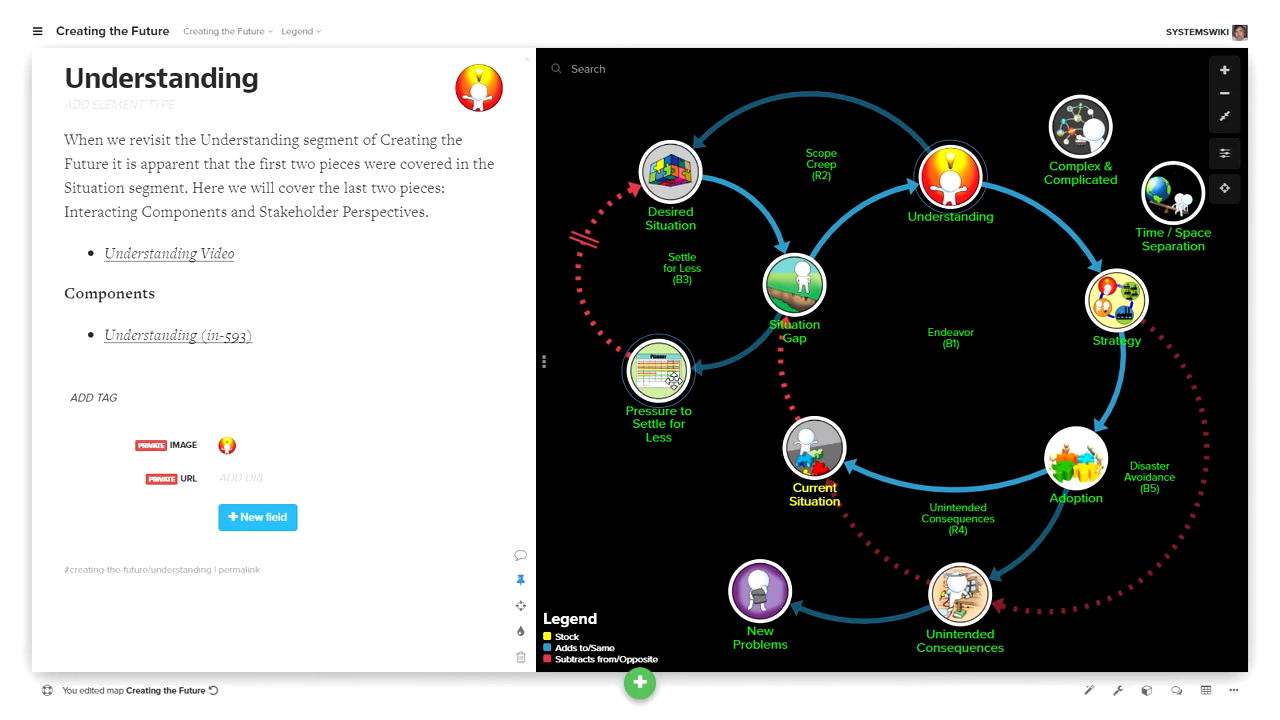 Creating the Future
Creating the Future
Legend
SYSTEMSWIKI
Understanding
ADD ELEMENT TYPE
When we revisit the Understanding segment of Creating the
Future it is apparent that the first two pieces were covered in the
Situation segment. Here we will cover the last two pieces:
Interacting Components and Stakeholder Perspectives.
Understanding Video
Components
Understanding (in-593)
ADD TAG
PRIVATE IMAGE
PRIVATE URL
ADD URL
+ New field
#creating-the-future/understanding | permalink
Search
Scope
Creep
(R2)
Complex &
Complicated
Desired
Situation
Understanding
Time / Space
Separation
Settle
for Less
(B3)
Situation
Gap
Endeavor
(B1)
Strategy
Planner
Pressure to
Settle for
Less
Current
Situation
Disaster
Avoidance
(B5)
Adoption
Unintended
Consequences
(R4)
New
Problems
Unintended
Consequences
Legend
Stock
Adds to/Same
Subtracts from/Opposite
You edited map Creating the Future